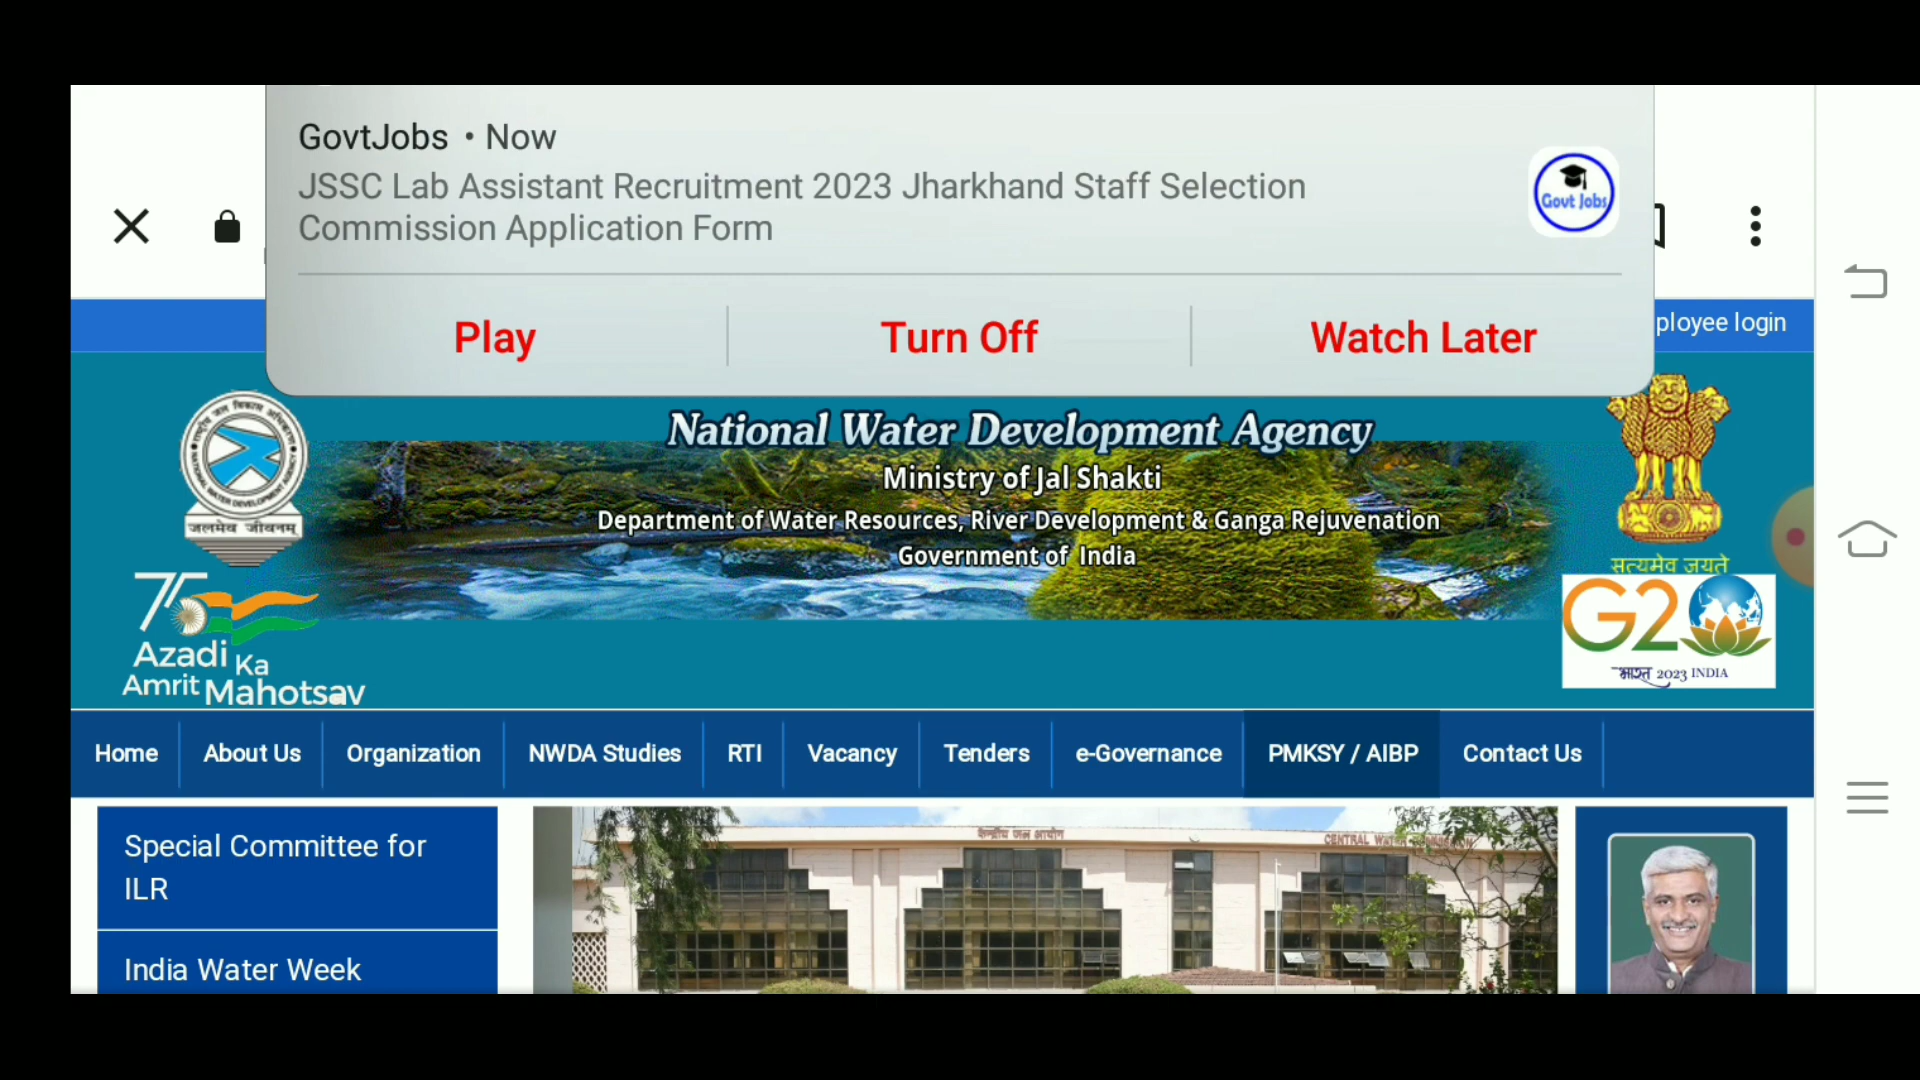 GovtJobs • Now
JSSC Lab Assistant Recruitment 2023 Jharkhand Staff Selection
Commission Application Form
Govt Jobs
Play
Turn Off
Watch Later
ployee login
National Water Development Agency
Ministry of Jal Shakti
Department of Water Resources, River Development & Ganga Rejuvenation
Government of India
जलमेव जीवनम्
75
Azadi Ka
Amrit Mahotsav
सत्यमेव जयते
G20
भारत 2023 INDIA
Home
About Us
Organization
NWDA Studies
RTI
Vacancy
Tenders
e-Governance
PMKSY / AIBP
Contact Us
Special Committee for
ILR
India Water Week
केन्द्रीय जल आयोग
CENTRAL WATER